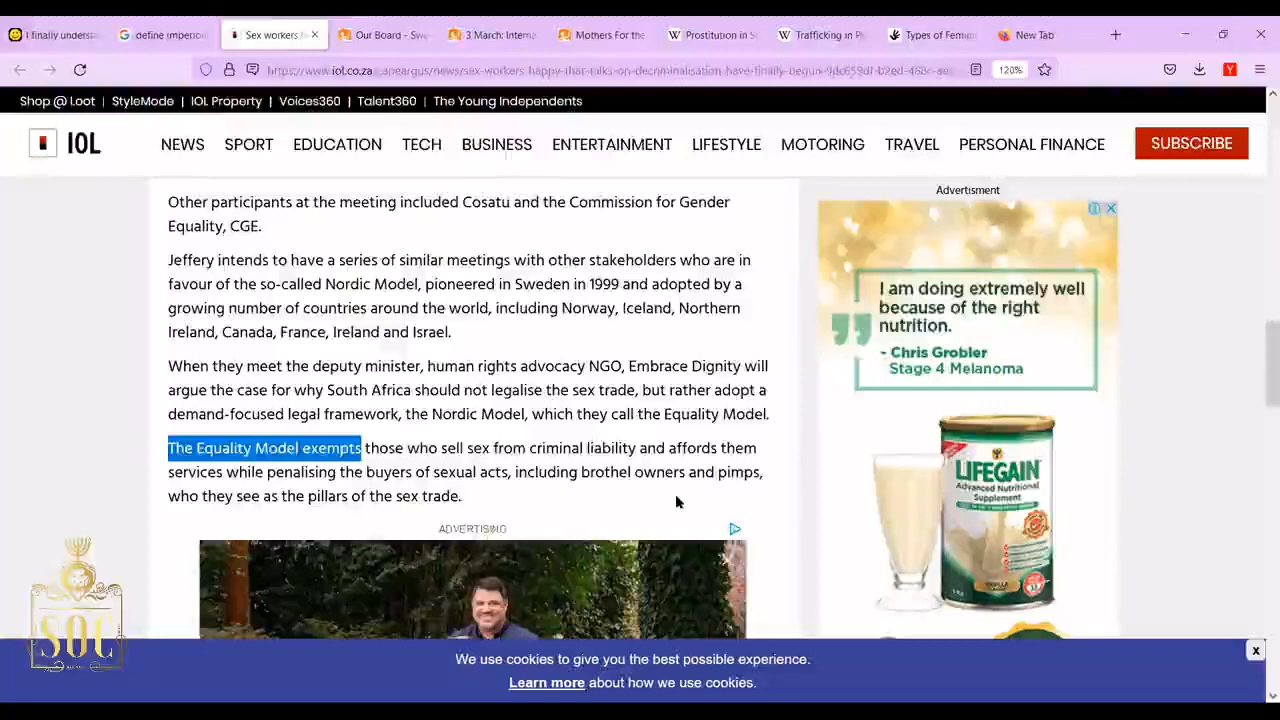 I finally understa
define imperio
Sex workers h
Our Board - Swe
3 March: Interna
Mothers For the
Prostitution in S
Trafficking in P
Types of Femi
New Tab
120%
Shop @ Loot | StyleMode | IOL Property | Voices360 | Talent360 | The Young Independents
IOL
NEWS SPORT EDUCATION TECH BUSINESS ENTERTAINMENT LIFESTYLE MOTORING TRAVEL PERSONAL FINANCE SUBSCRIBE
Other participants at the meeting included Cosatu and the Commission for Gender
Equality, CGE.
Jeffery intends to have a series of similar meetings with other stakeholders who are in
favour of the so-called Nordic Model, pioneered in Sweden in 1999 and adopted by a
growing number of countries around the world, including Norway, Iceland, Northern
Ireland, Canada, France, Ireland and Israel.
When they meet the deputy minister, human rights advocacy NGO, Embrace Dignity will
argue the case for why South Africa should not legalise the sex trade, but rather adopt a
demand-focused legal framework, the Nordic Model, which they call the Equality Model.
The Equality Model exempts those who sell sex from criminal liability and affords them
services while penalising the buyers of sexual acts, including brothel owners and pimps,
who they see as the pillars of the sex trade.
ADVERTISING
Advertisment
I am doing extremely well
because of the right
nutrition.
- Chris Grobler
Stage 4 Melanoma
LIFEGAIN
Advanced Nutritional
Supplement
VANILLA
SOC
We use cookies to give you the best possible experience.
Learn more about how we use cookies.